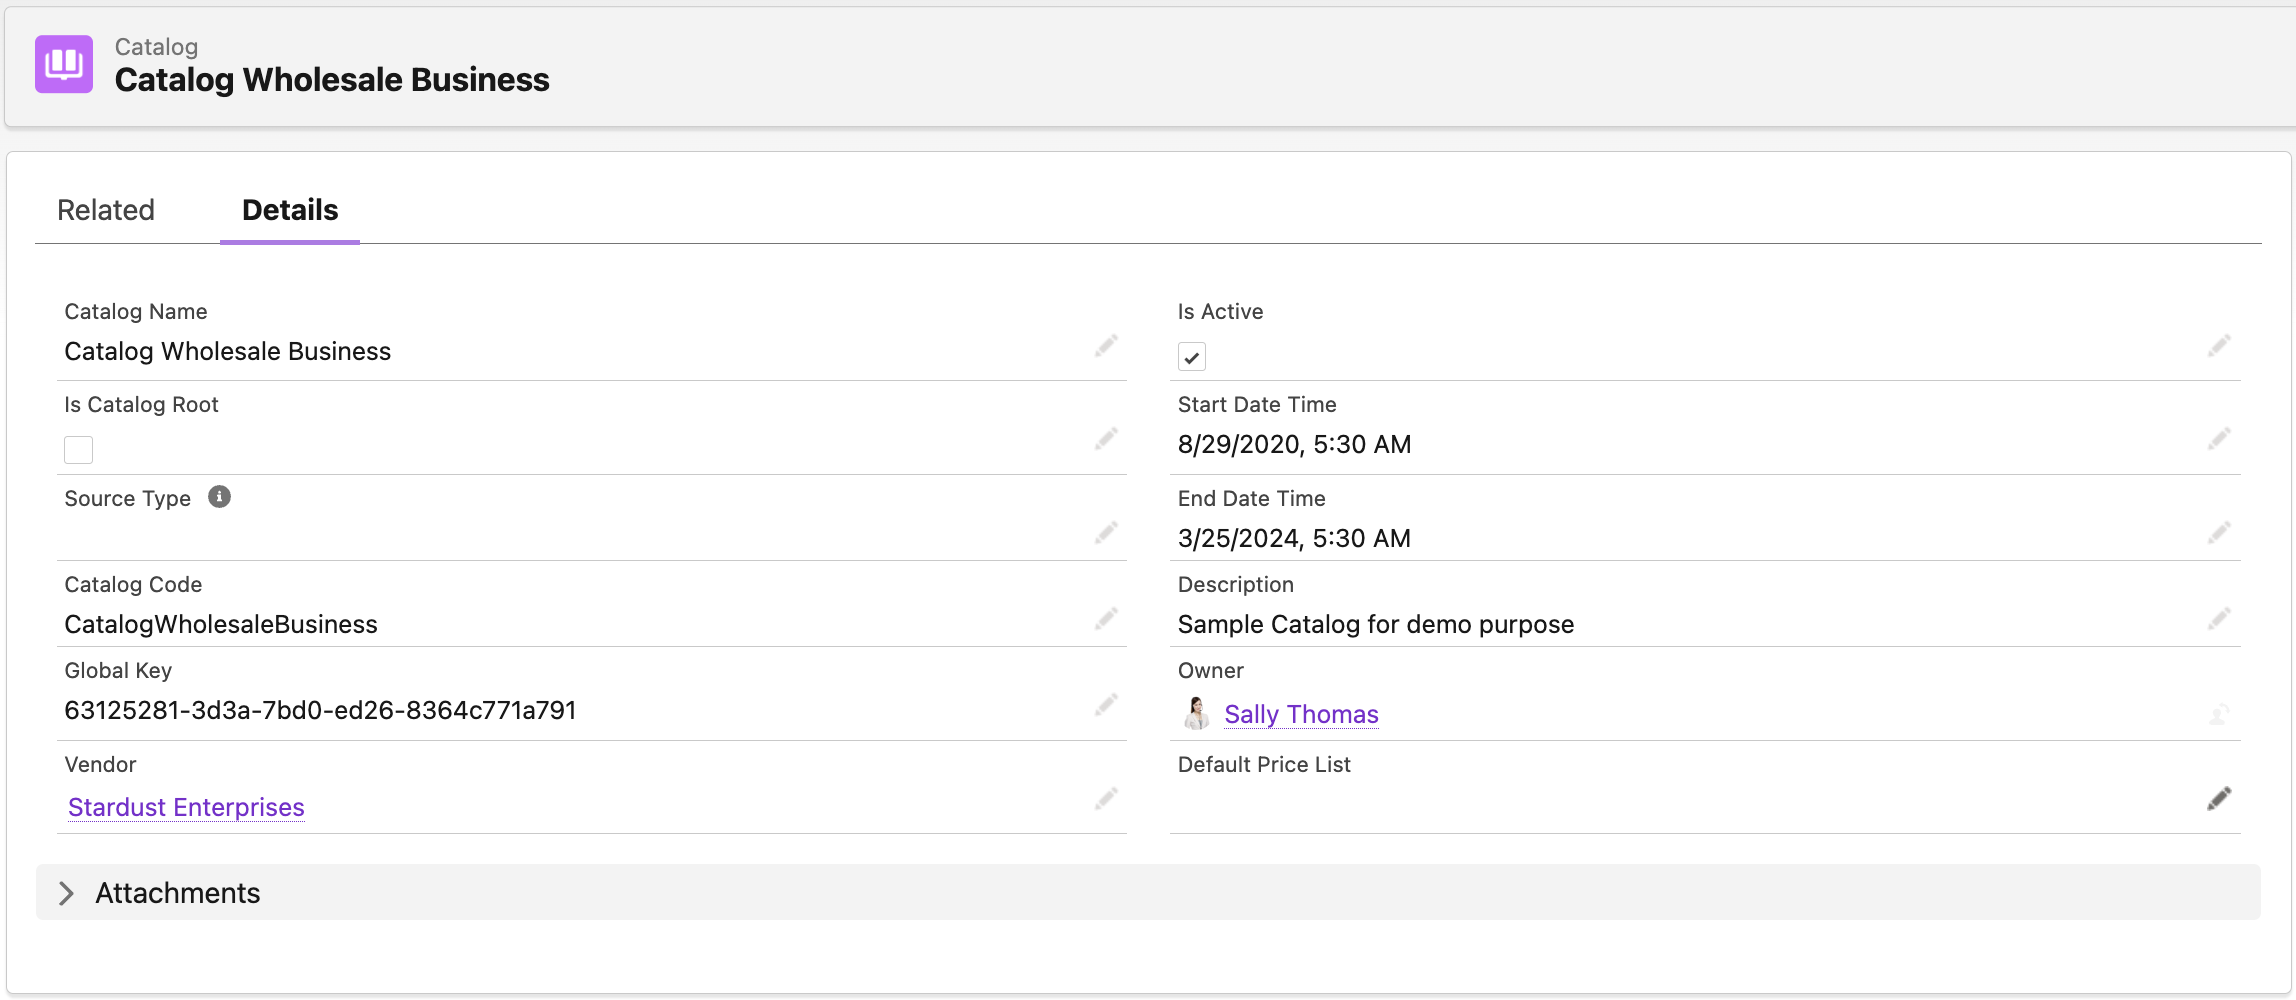 Catalog
Catalog Wholesale Business
Related
Details
Catalog Name
Catalog Wholesale Business
Is Active
Is Catalog Root
Start Date Time
8/29/2020, 5:30 AM
Source Type
End Date Time
3/25/2024, 5:30 AM
Catalog Code
CatalogWholesaleBusiness
Description
Sample Catalog for demo purpose
Global Key
63125281-3d3a-7bd0-ed26-8364c771a791
Owner
Sally Thomas
Vendor
Stardust Enterprises
Default Price List
Attachments